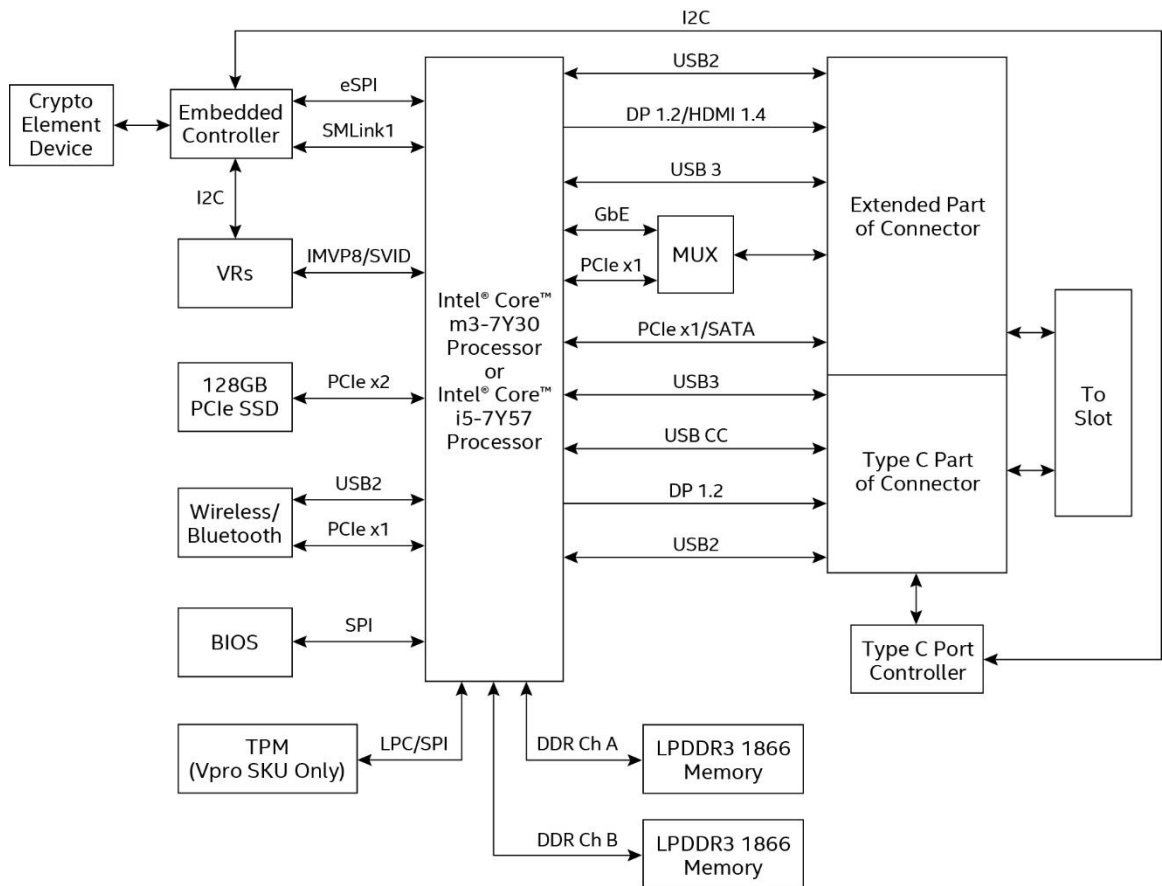 I2C
Crypto
Element
Device
Embedded
Controller
eSPI
SMLink1
I2C
VRs
IMVP8/SVID
128GB
PCIe SSD
PCIe x2
Wireless/
Bluetooth
USB2
PCIe x1
BIOS
SPI
TPM
(Vpro SKU Only)
LPC/SPI
Intel® Core™
m3-7Y30
Processor
or
Intel® Core™
i5-7Y57
Processor
USB2
DP 1.2/HDMI 1.4
USB 3
GbE
PCIe x1
MUX
PCIe x1/SATA
USB3
USB CC
DP 1.2
USB2
Extended Part
of Connector
Type C Part
of Connector
To
Slot
Type C Port
Controller
DDR Ch A
LPDDR3 1866
Memory
DDR Ch B
LPDDR3 1866
Memory